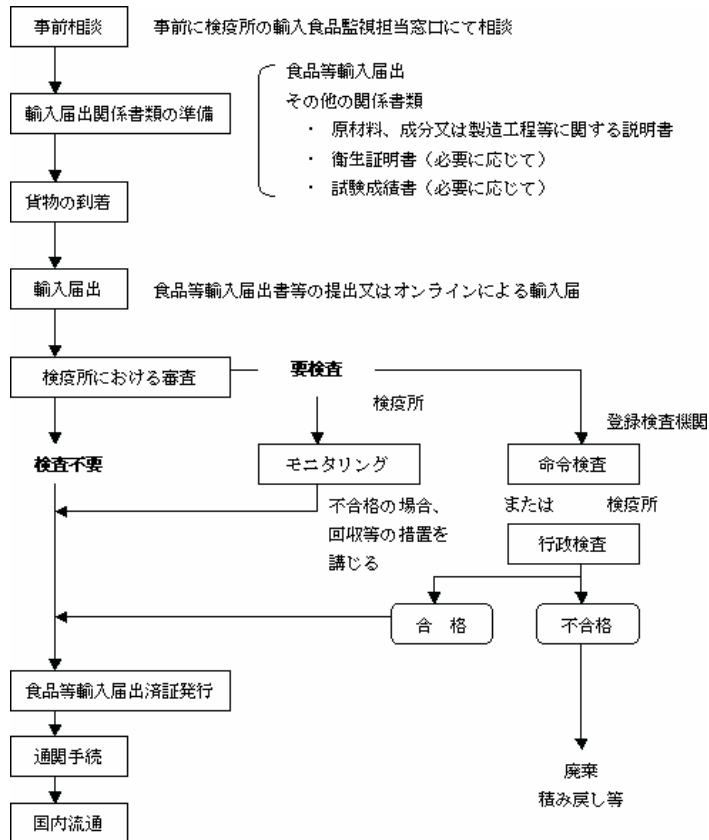 事前相談
事前に検疫所の輸入食品監視担当窓口にて相談
食品等輸入届出
その他の関係書類
・ 原材料、成分又は製造工程等に関する説明書
・ 衛生証明書（必要に応じて）
・ 試験成績書（必要に応じて）
輸入届出関係書類の準備
貨物の到着
輸入届出
食品等輸入届出書等の提出又はオンラインによる輸入届
検疫所における審査
要検査
検疫所
登録検査機関
検査不要
モニタリング
命令検査
不合格の場合、
回収等の措置を
講じる
または
検疫所
行政検査
合　格
不合格
食品等輸入届出済証発行
通関手続
廃棄
積み戻し等
国内流通